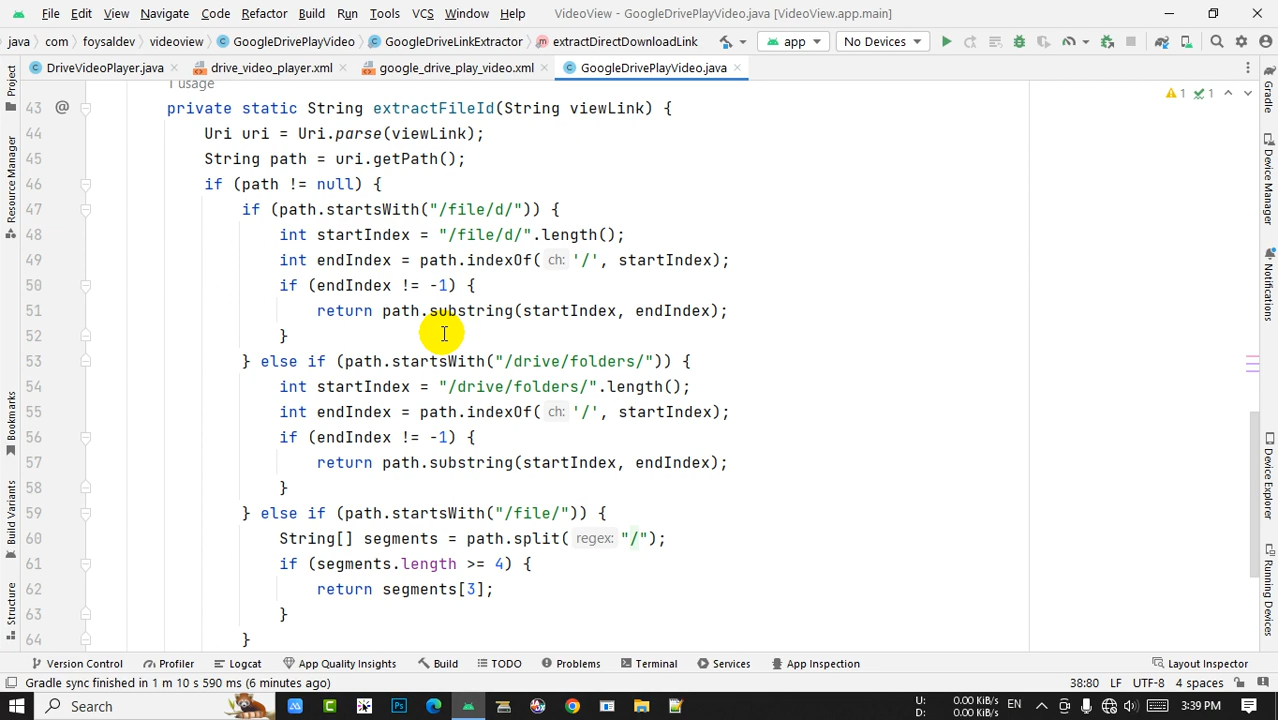 File Edit View Navigate Code Refactor Build Run Tools VCS Window Help VideoView - GoogleDrivePlayVideo.java [VideoView.app.main]
java com foysaldev videoview GoogleDrivePlayVideo GoogleDriveLinkExtractor extractDirectDownloadLink app No Devices
DriveVideoPlayer.java drive_video_player.xml google_drive_play_video.xml GoogleDrivePlayVideo.java
1 usage
43 @ private static String extractFileId(String viewLink) {
44 Uri uri = Uri.parse(viewLink);
45 String path = uri.getPath();
46 if (path != null) {
47 if (path.startsWith("/file/d/")) {
48 int startIndex = "/file/d/".length();
49 int endIndex = path.indexOf( ch: '/', startIndex);
50 if (endIndex != -1) {
51 return path.substring(startIndex, endIndex);
52 }
53 } else if (path.startsWith("/drive/folders/")) {
54 int startIndex = "/drive/folders/".length();
55 int endIndex = path.indexOf( ch: '/', startIndex);
56 if (endIndex != -1) {
57 return path.substring(startIndex, endIndex);
58 }
59 } else if (path.startsWith("/file/")) {
60 String[] segments = path.split( regex: "/");
61 if (segments.length >= 4) {
62 return segments[3];
63 }
64 }
1 1
Project
Resource Manager
Bookmarks
Build Variants
Structure
Gradle
Device Manager
Notifications
Device Explorer
Running Devices
Version Control Profiler Logcat App Quality Insights Build TODO Problems Terminal Services App Inspection Layout Inspector
Gradle sync finished in 1 m 10 s 590 ms (6 minutes ago) 38:80 LF UTF-8 4 spaces
Search U: 0.00 KiB/s EN 3:39 PM
D: 0.00 KiB/s